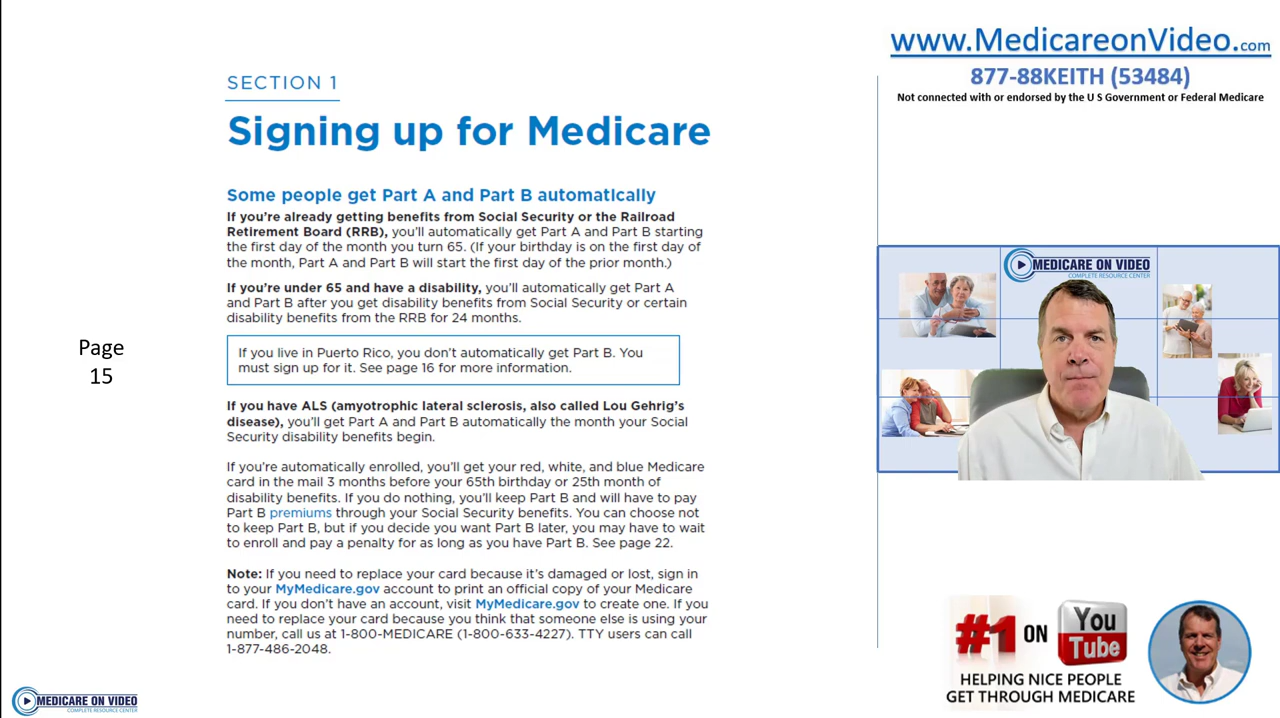 www.MedicareonVideo.com
877-88KEITH (53484)
Not connected with or endorsed by the U S Government or Federal Medicare
SECTION 1
Signing up for Medicare
Some people get Part A and Part B automatically
If you're already getting benefits from Social Security or the Railroad
Retirement Board (RRB), you'll automatically get Part A and Part B starting
the first day of the month you turn 65. (If your birthday is on the first day of
the month, Part A and Part B will start the first day of the prior month.)
If you're under 65 and have a disability, you'll automatically get Part A
and Part B after you get disability benefits from Social Security or certain
disability benefits from the RRB for 24 months.
If you live in Puerto Rico, you don't automatically get Part B. You
must sign up for it. See page 16 for more information.
If you have ALS (amyotrophic lateral sclerosis, also called Lou Gehrig's
disease), you'll get Part A and Part B automatically the month your Social
Security disability benefits begin.
If you're automatically enrolled, you'll get your red, white, and blue Medicare
card in the mail 3 months before your 65th birthday or 25th month of
disability benefits. If you do nothing, you'll keep Part B and will have to pay
Part B premiums through your Social Security benefits. You can choose not
to keep Part B, but if you decide you want Part B later, you may have to wait
to enroll and pay a penalty for as long as you have Part B. See page 22.
Note: If you need to replace your card because it's damaged or lost, sign in
to your MyMedicare.gov account to print an official copy of your Medicare
card. If you don't have an account, visit MyMedicare.gov to create one. If you
need to replace your card because you think that someone else is using your
number, call us at 1-800-MEDICARE (1-800-633-4227). TTY users can call
1-877-486-2048.
Page
15
MEDICARE ON VIDEO
COMPLETE RESOURCE CENTER
#1 ON
You
Tube
HELPING NICE PEOPLE
GET THROUGH MEDICARE
MEDICARE ON VIDEO
COMPLETE RESOURCE CENTER